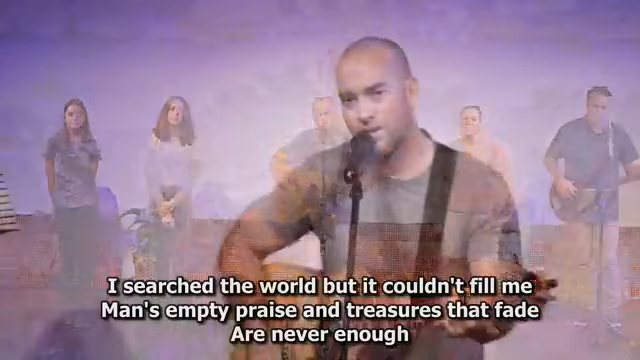 I searched the world but it couldn't fill me
Man's empty praise and treasures that fade
Are never enough